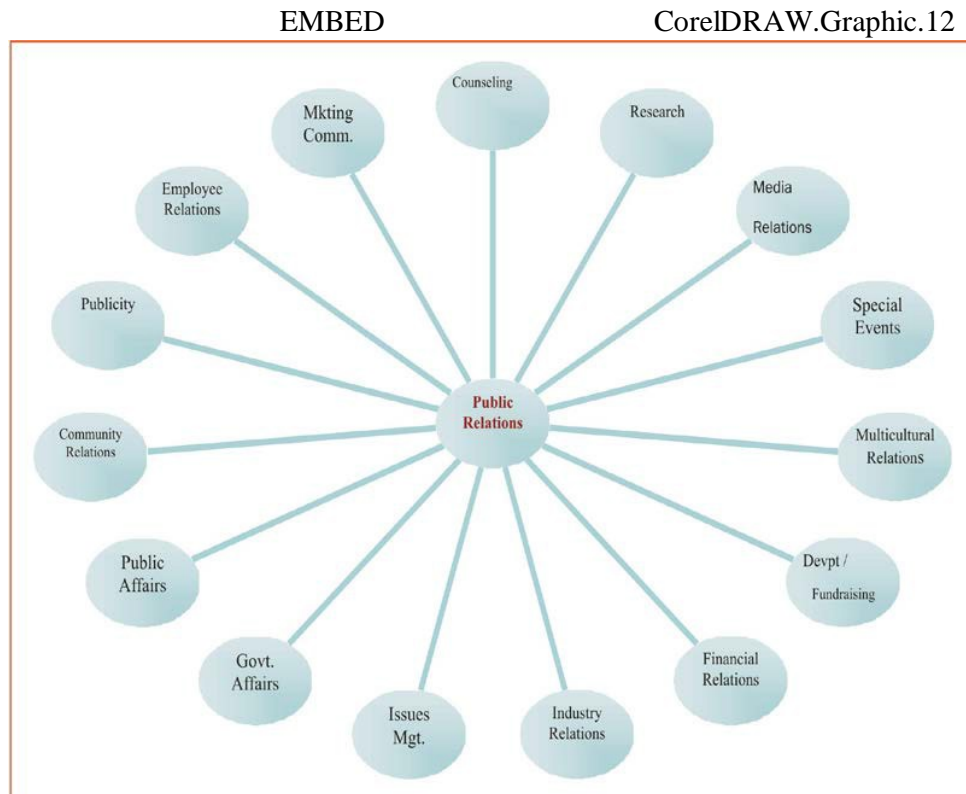 EMBED CorelDRAW.Graphic.12
Counseling
Research
Media
Relations
Special
Events
Multicultural
Relations
Devpt /
Fundraising
Financial
Relations
Industry
Relations
Issues
Mgt.
Govt.
Affairs
Public
Affairs
Community
Relations
Publicity
Employee
Relations
Mkting
Comm.
Public
Relations